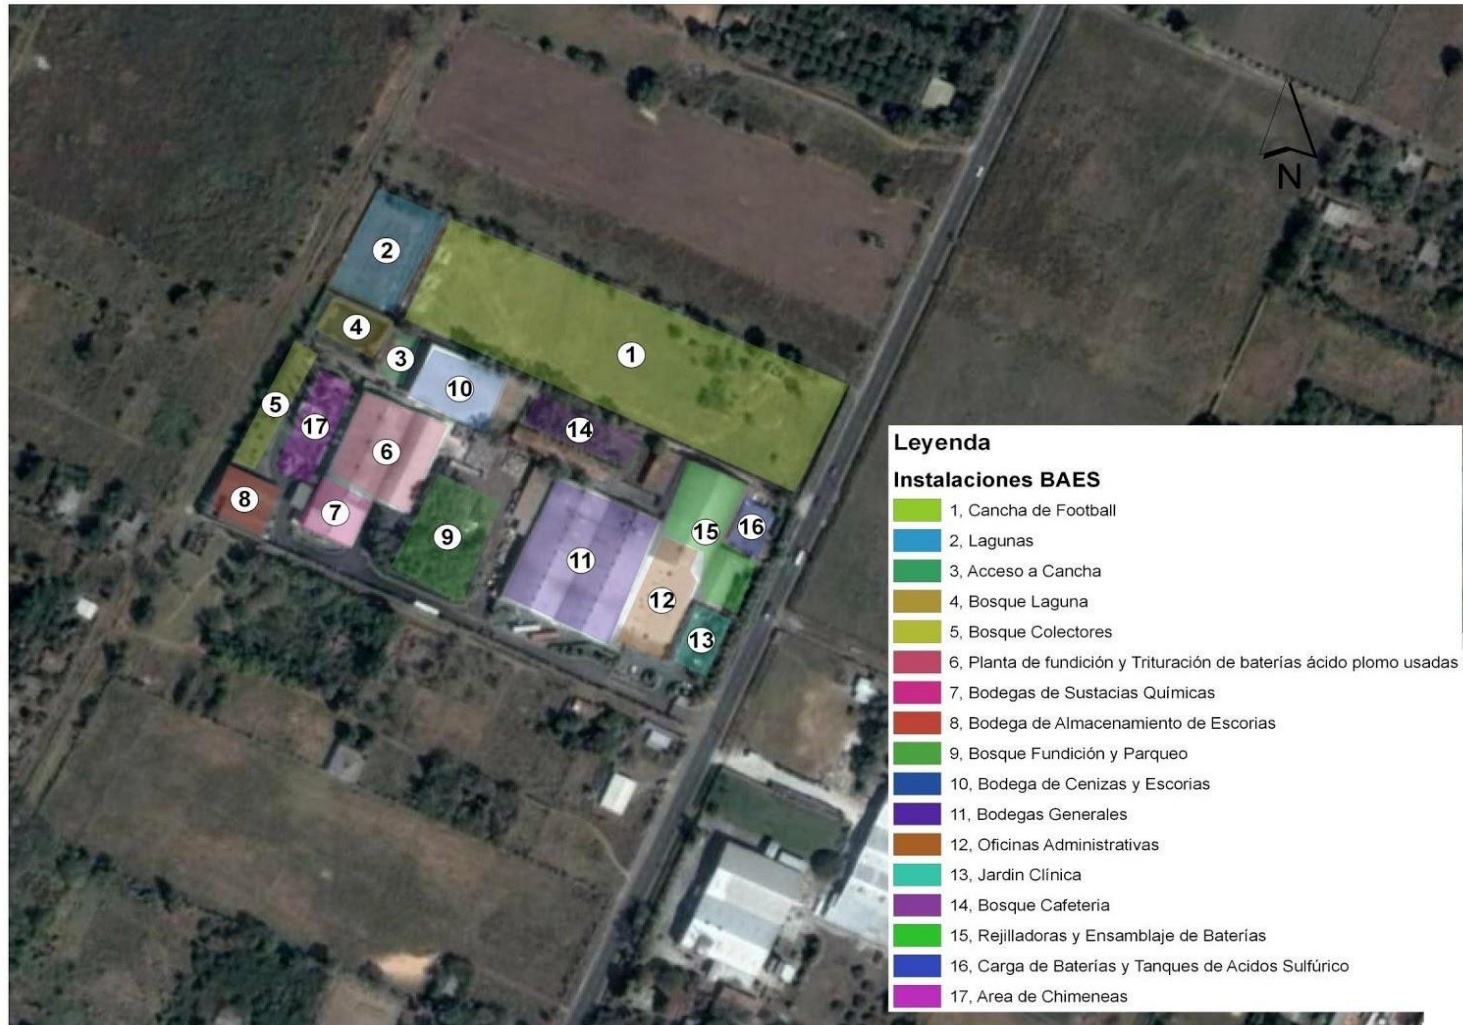 N
2
1
4
3
10
5
17
14
6
8
7
9
15
16
11
12
13
Leyenda
Instalaciones BAES
1, Cancha de Football
2, Lagunas
3, Acceso a Cancha
4, Bosque Laguna
5, Bosque Colectores
6, Planta de fundición y Trituración de baterías ácido plomo usadas
7, Bodegas de Sustacias Químicas
8, Bodega de Almacenamiento de Escorias
9, Bosque Fundición y Parqueo
10, Bodega de Cenizas y Escorias
11, Bodegas Generales
12, Oficinas Administrativas
13, Jardin Clínica
14, Bosque Cafeteria
15, Rejilladoras y Ensamblaje de Baterías
16, Carga de Baterías y Tanques de Acidos Sulfúrico
17, Area de Chimeneas